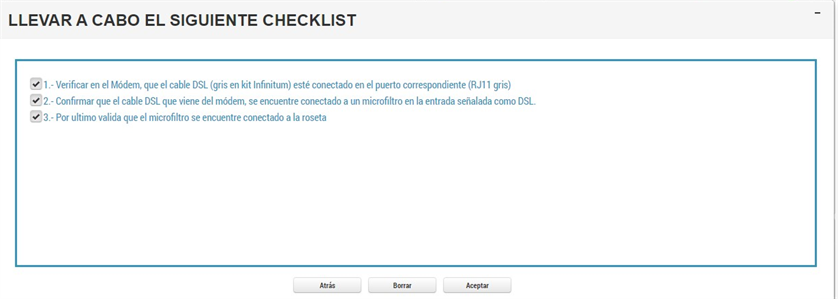 LLEVAR A CABO EL SIGUIENTE CHECKLIST
1.- Verificar en el Módem, que el cable DSL (gris en kit Infinitum) esté conectado en el puerto correspondiente (RJ11 gris)
2.- Confirmar que el cable DSL que viene del módem, se encuentre conectado a un microfiltro en la entrada señalada como DSL.
3.- Por ultimo valida que el microfiltro se encuentre conectado a la roseta
Atrás Borrar Aceptar